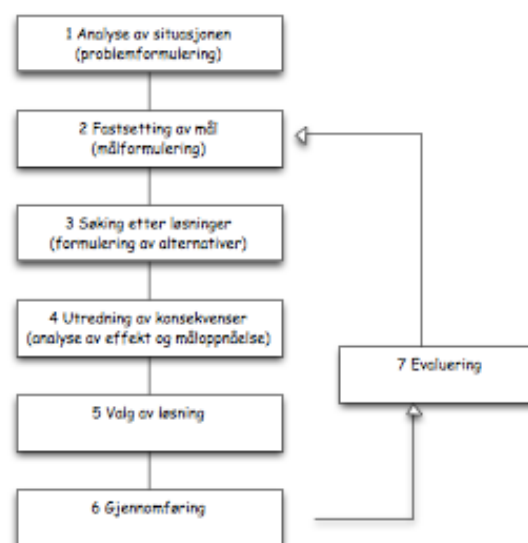 1 Analyse av situasjonen
(problemformulering)
2 Fastsetting av mål
(målformulering)
3 Søking etter løsninger
(formulering av alternativer)
4 Utredning av konsekvenser
(analyse av effekt og måloppnåelse)
5 Valg av løsning
6 Gjennomføring
7 Evaluering